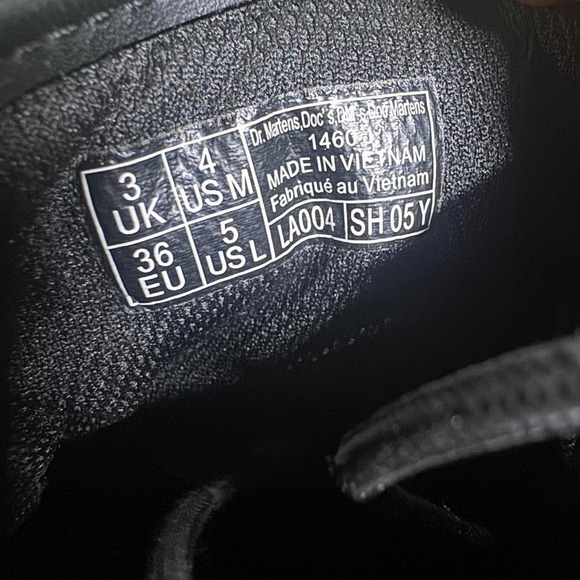 3 UK
4 US M
36 EU
5 US L
Dr. Martens, Doc's,
1460
MADE IN VIETNAM
Fabriqué au Vietnam
LA004
SH 05 Y